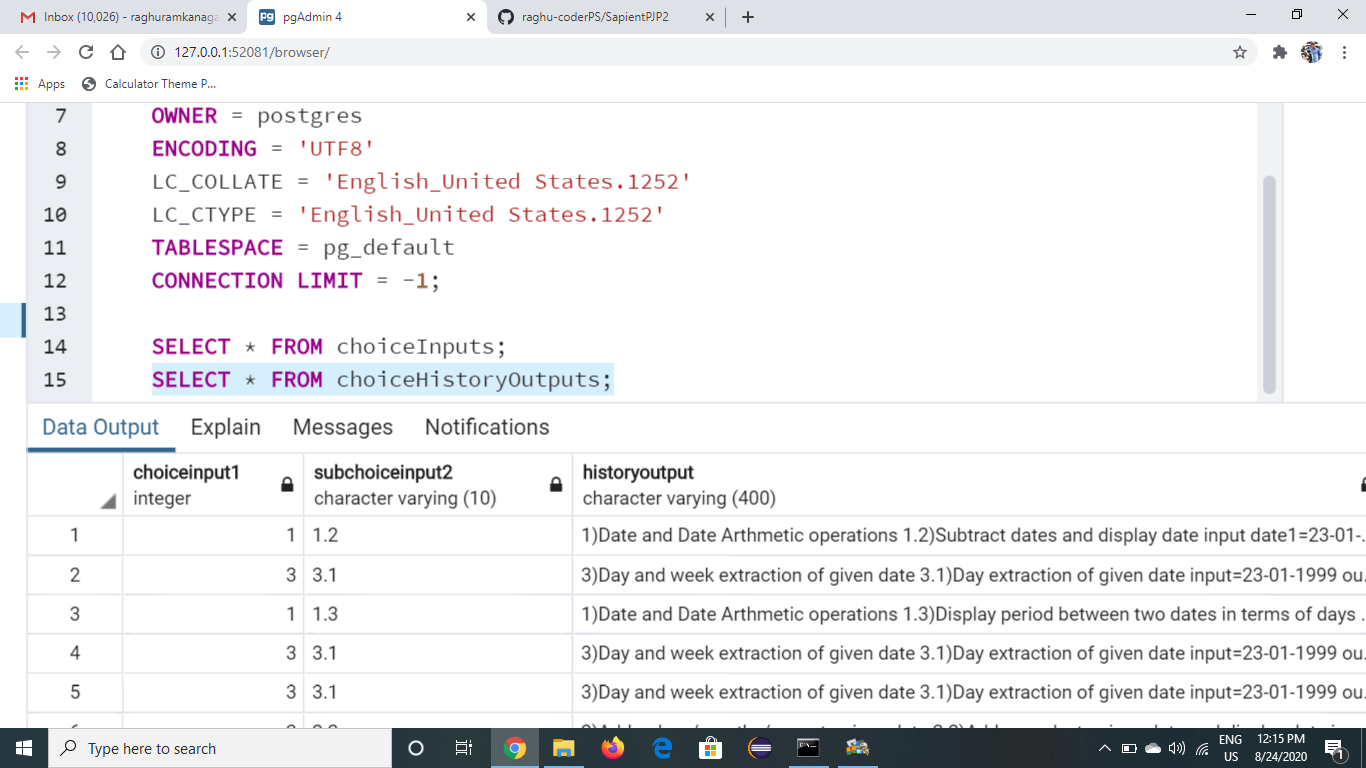 Inbox (10,026) - raghuramkanaga
pgAdmin 4
raghu-coderPS/SapientPJP2
127.0.0.1:52081/browser/
Apps
Calculator Theme P...
7 OWNER = postgres
8 ENCODING = 'UTF8'
9 LC_COLLATE = 'English_United States.1252'
10 LC_CTYPE = 'English_United States.1252'
11 TABLESPACE = pg_default
12 CONNECTION LIMIT = -1;
13
14 SELECT * FROM choiceInputs;
15 SELECT * FROM choiceHistoryOutputs;
Data Output Explain Messages Notifications
choiceinput1 subchoiceinput2 historyoutput
integer character varying (10) character varying (400)
1 1 1.2 1)Date and Date Arthmetic operations 1.2)Subtract dates and display date input date1=23-01-...
2 3 3.1 3)Day and week extraction of given date 3.1)Day extraction of given date input=23-01-1999 ou...
3 1 1.3 1)Date and Date Arthmetic operations 1.3)Display period between two dates in terms of days ...
4 3 3.1 3)Day and week extraction of given date 3.1)Day extraction of given date input=23-01-1999 ou...
5 3 3.1 3)Day and week extraction of given date 3.1)Day extraction of given date input=23-01-1999 ou...
Type here to search
ENG
US
12:15 PM
8/24/2020
1